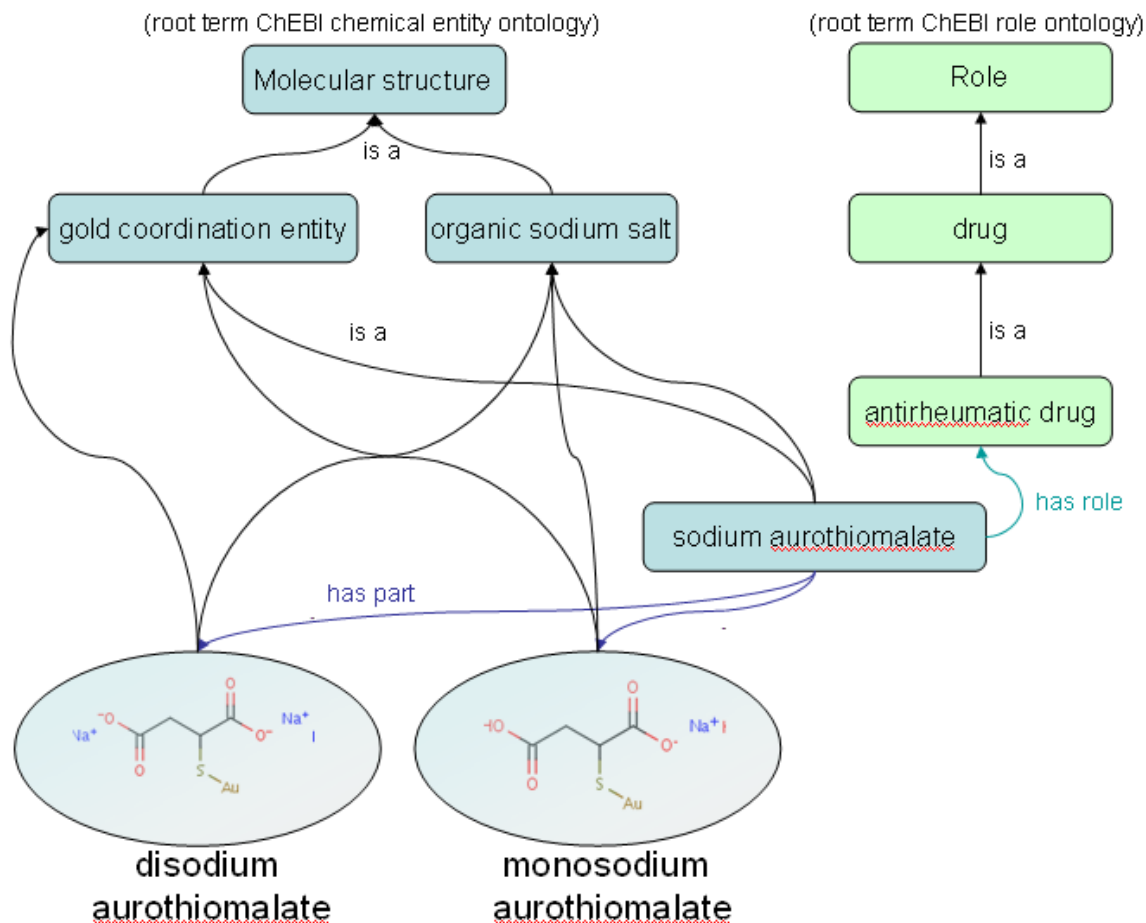 (root term ChEBI chemical entity ontology)
(root term ChEBI role ontology)
Molecular structure
Role
is a
is a
gold coordination entity
organic sodium salt
drug
is a
is a
antirheumatic drug
has role
sodium aurothiomalate
has part
O
O
⁻O
Na⁺
Na⁺
O⁻
O
S
Au
HO
Na⁺
O⁻
O
S
Au
disodium
aurothiomalate
monosodium
aurothiomalate